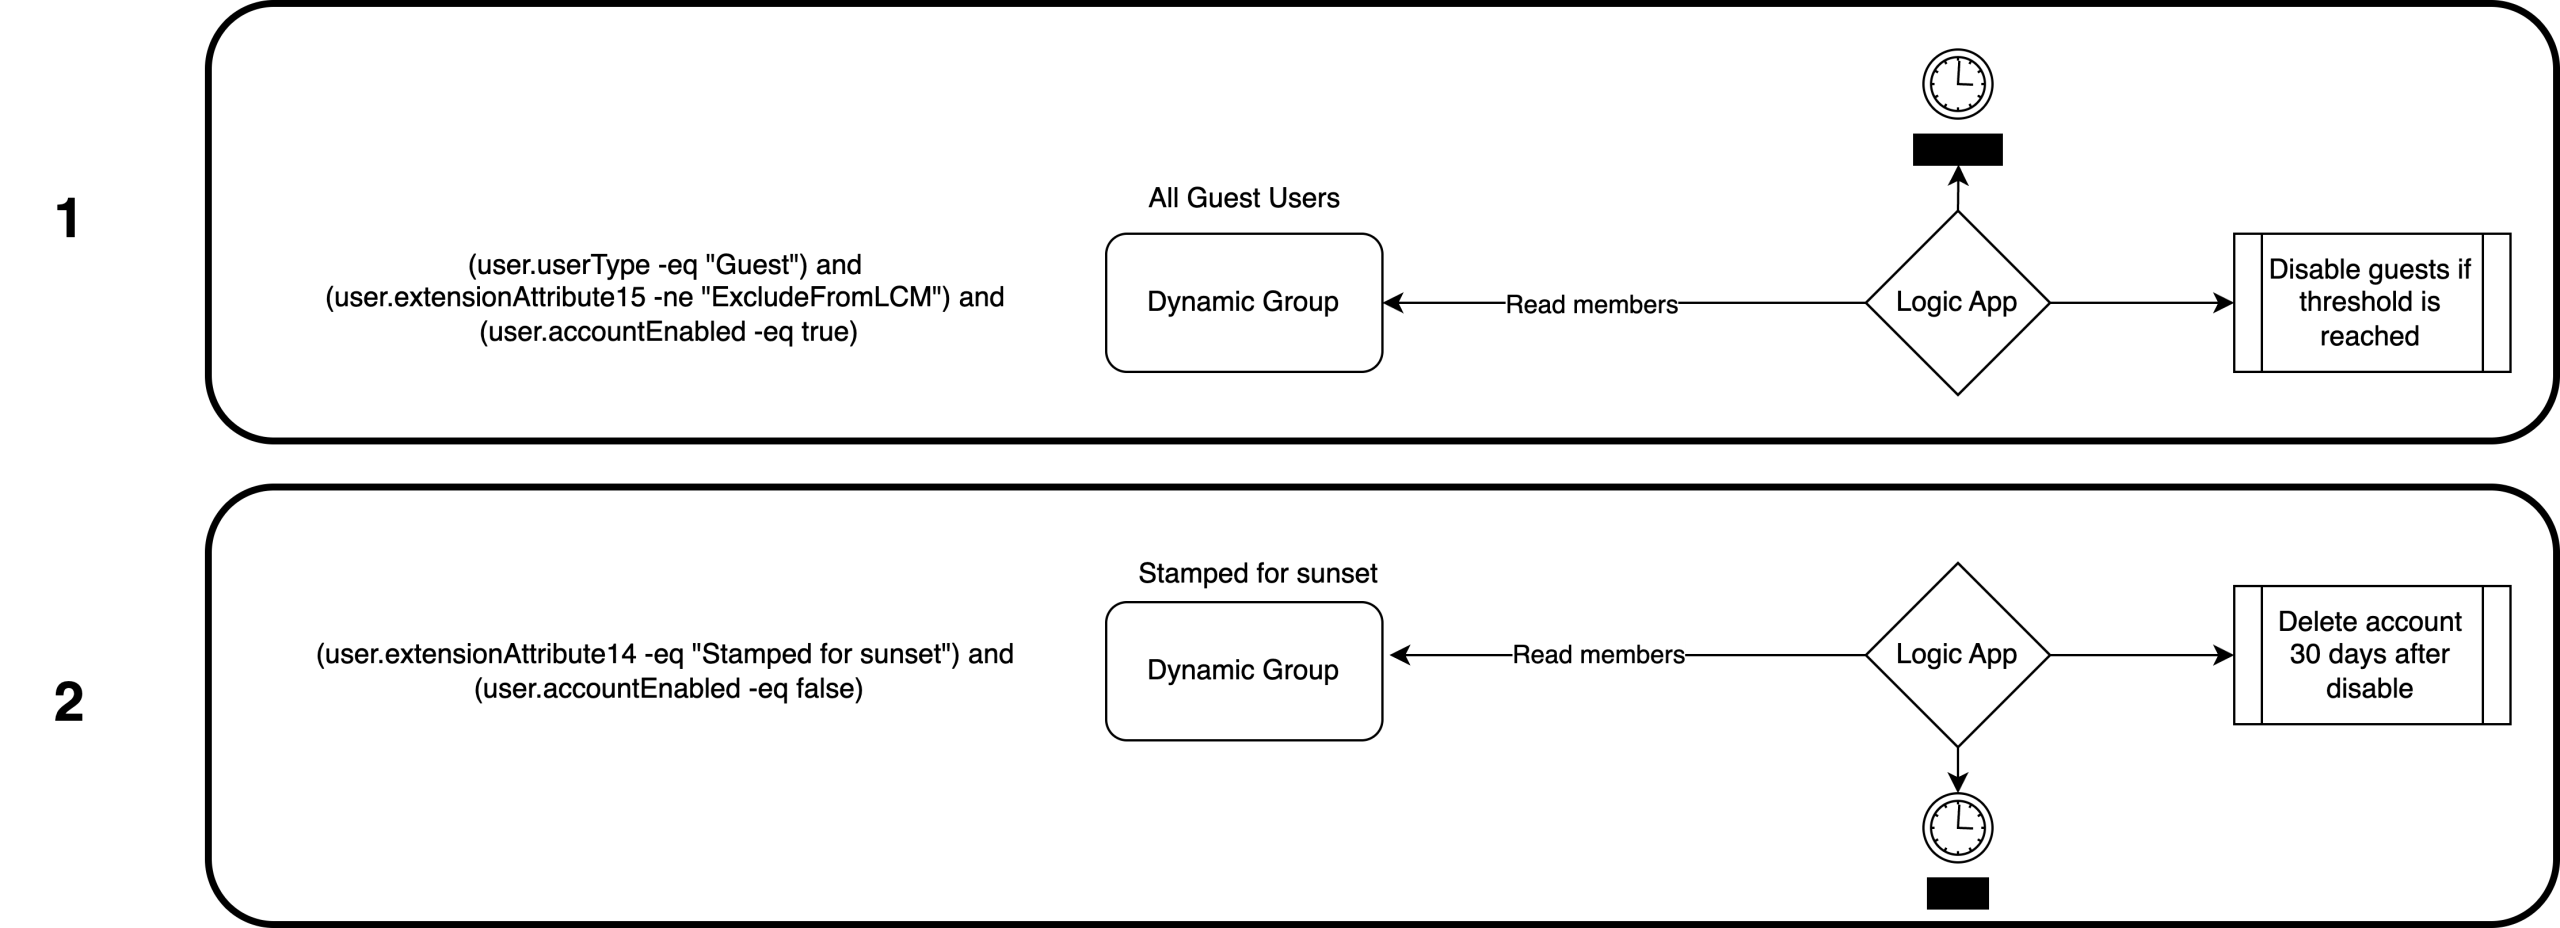 1
All Guest Users
(user.userType -eq "Guest") and
(user.extensionAttribute15 -ne "ExcludeFromLCM") and
(user.accountEnabled -eq true)
Dynamic Group
Read members
Logic App
Disable guests if
threshold is
reached
2
Stamped for sunset
(user.extensionAttribute14 -eq "Stamped for sunset") and
(user.accountEnabled -eq false)
Dynamic Group
Read members
Logic App
Delete account
30 days after
disable